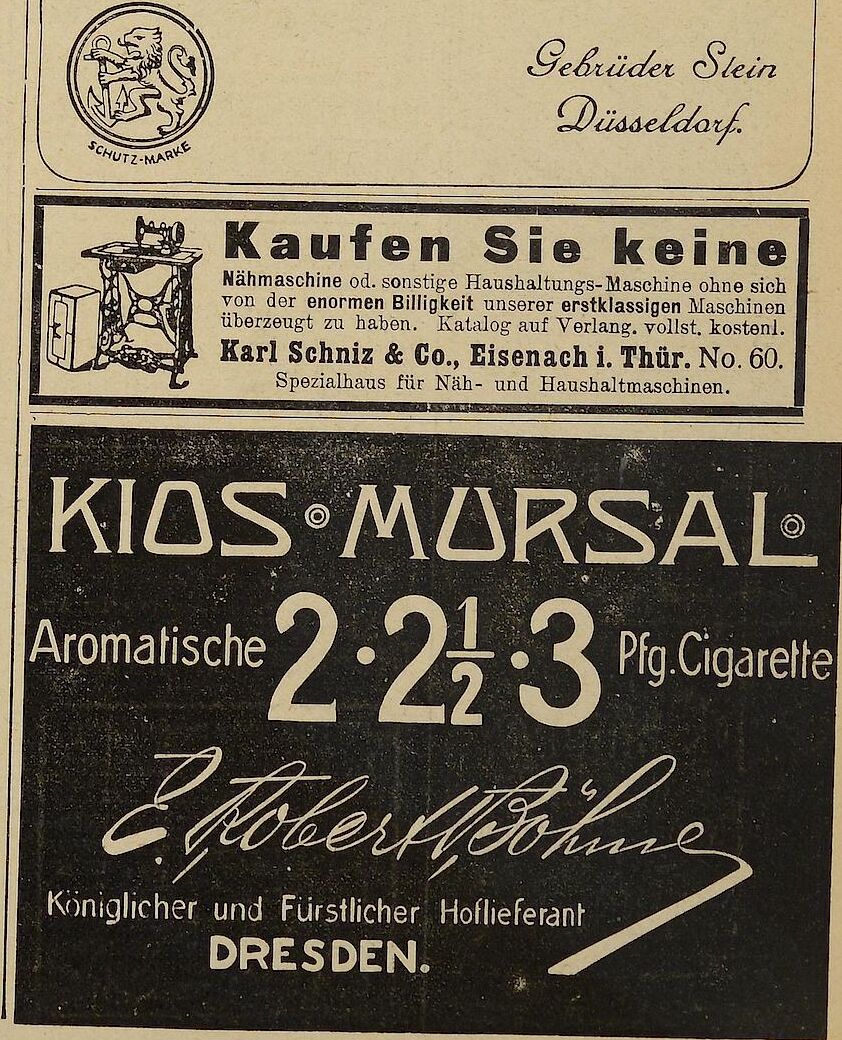 SCHUTZ-MARKE
Gebrüder Stein
Düsseldorf.
Kaufen Sie keine
Nähmaschine od. sonstige Haushaltungs-Maschine ohne sich
von der enormen Billigkeit unserer erstklassigen Maschinen
überzeugt zu haben. Katalog auf Verlang. vollst. kostenl.
Karl Schniz & Co., Eisenach i. Thür. No. 60.
Spezialhaus für Näh- und Haushaltmaschinen.
KIOS MURSAL
Aromatische 2 · 2½ · 3 Pfg. Cigarette
E. Robert Böhme
Königlicher und Fürstlicher Hoflieferant
DRESDEN.